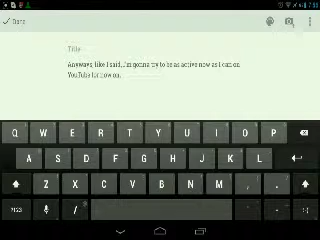 7:58
Done
Title
Anyways, like I said, I'm gonna try to be as active now as I can on
YouTube for now on.
Q W E R T Y U I O P
A S D F G H J K L
Z X C V B N M , .
?123 / :-)